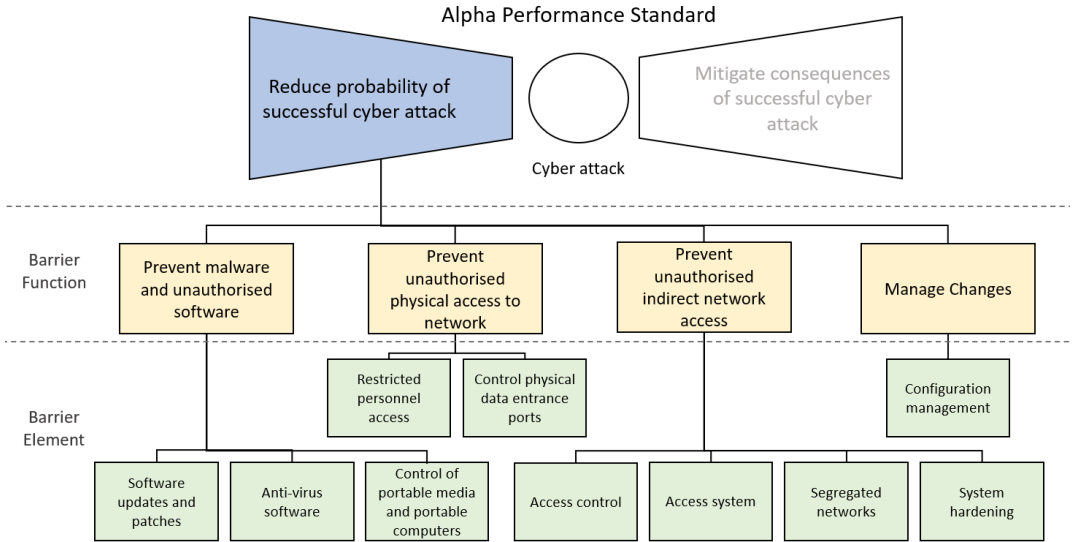 Alpha Performance Standard
Reduce probability of
successful cyber attack
Mitigate consequences
of successful cyber
attack
Cyber attack
Barrier
Function
Prevent malware
and unauthorised
software
Prevent
unauthorised
physical access to
network
Prevent
unauthorised
indirect network
access
Manage Changes
Barrier
Element
Restricted
personnel
access
Control physical
data entrance
ports
Configuration
management
Software
updates and
patches
Anti-virus
software
Control of
portable media
and portable
computers
Access control
Access system
Segregated
networks
System
hardening